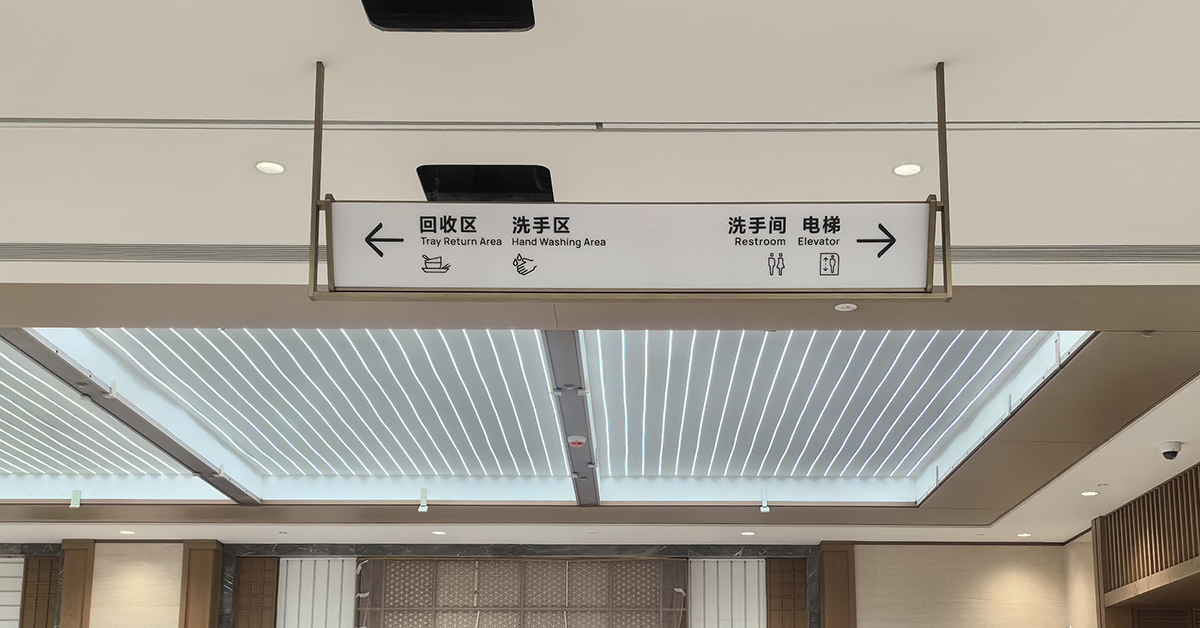 回收区 洗手区 洗手间 电梯
Tray Return Area Hand Washing Area Restroom Elevator